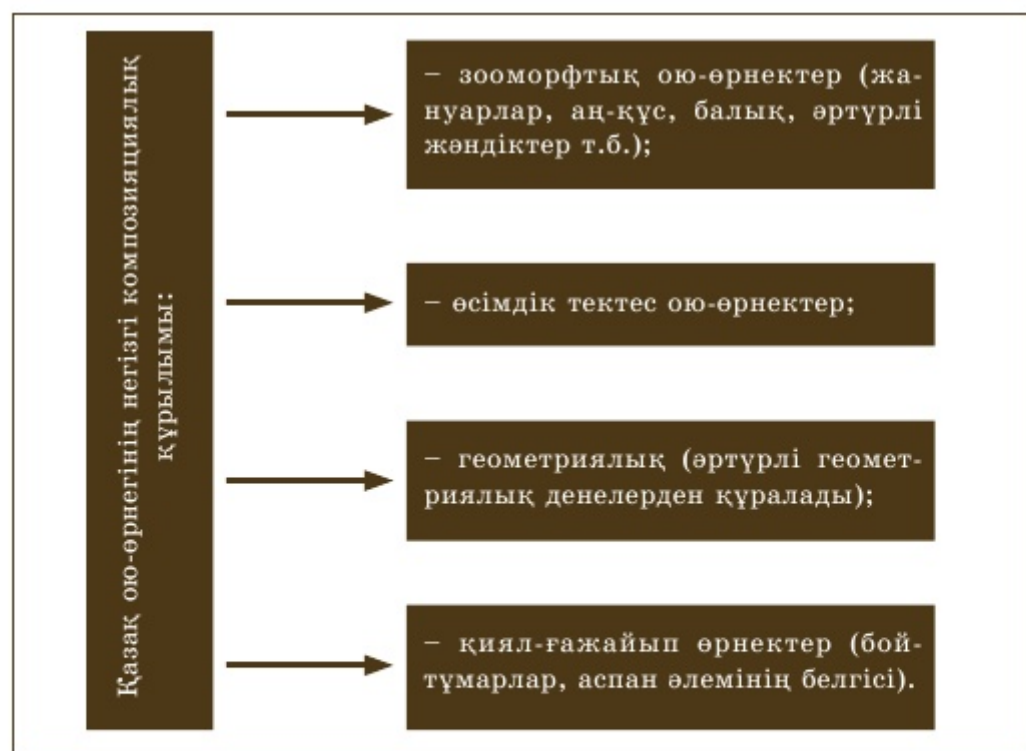 Қазақ ою-өрнегінің негізгі композияциялық
құрылымы:
– зооморфтық ою-өрнектер (жа-
нуарлар, аң-құс, балық, әртүрлі
жәндіктер т.б.);
– өсімдік тектес ою-өрнектер;
– геометриялық (әртүрлі геомет-
риялық денелерден құралады);
– қиял-ғажайып өрнектер (бой-
тұмарлар, аспан әлемінің белгісі).